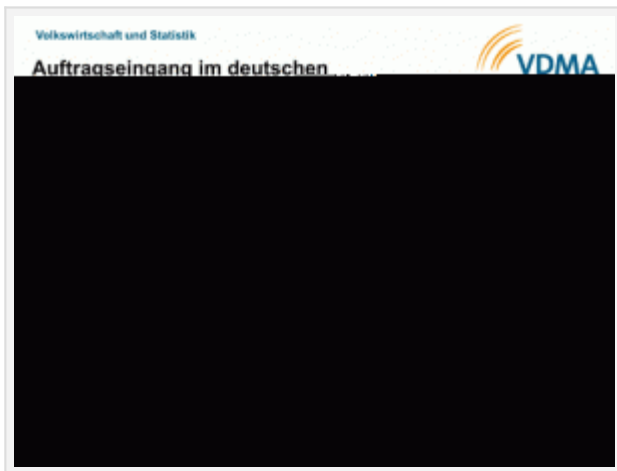 Volkswirtschaft und Statistik
VDMA
Auftragseingang im deutschen